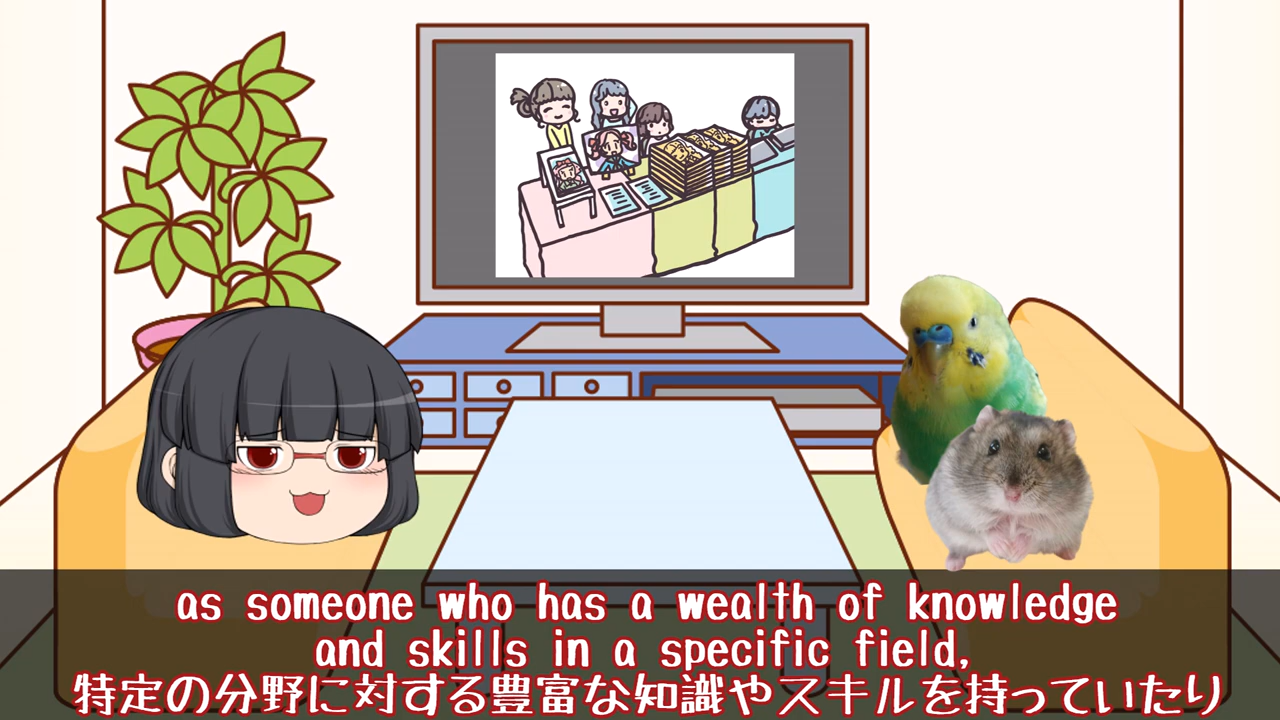 as someone who has a wealth of knowledge
and skills in a specific field,
特定の分野に対する豊富な知識やスキルを持っていたり